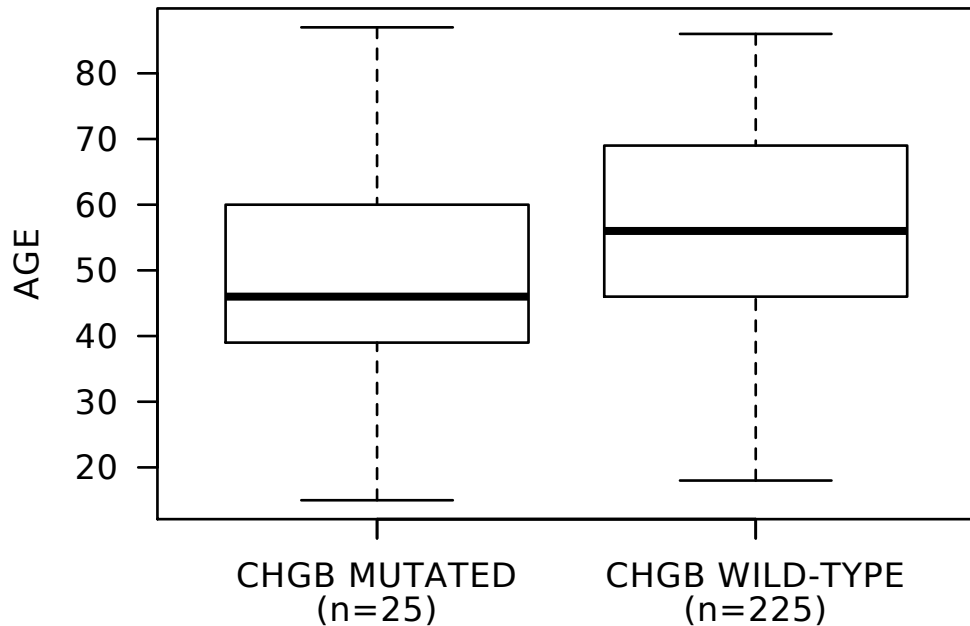 AGE
80
70
60
50
40
30
20
CHGB MUTATED
(n=25)
CHGB WILD-TYPE
(n=225)